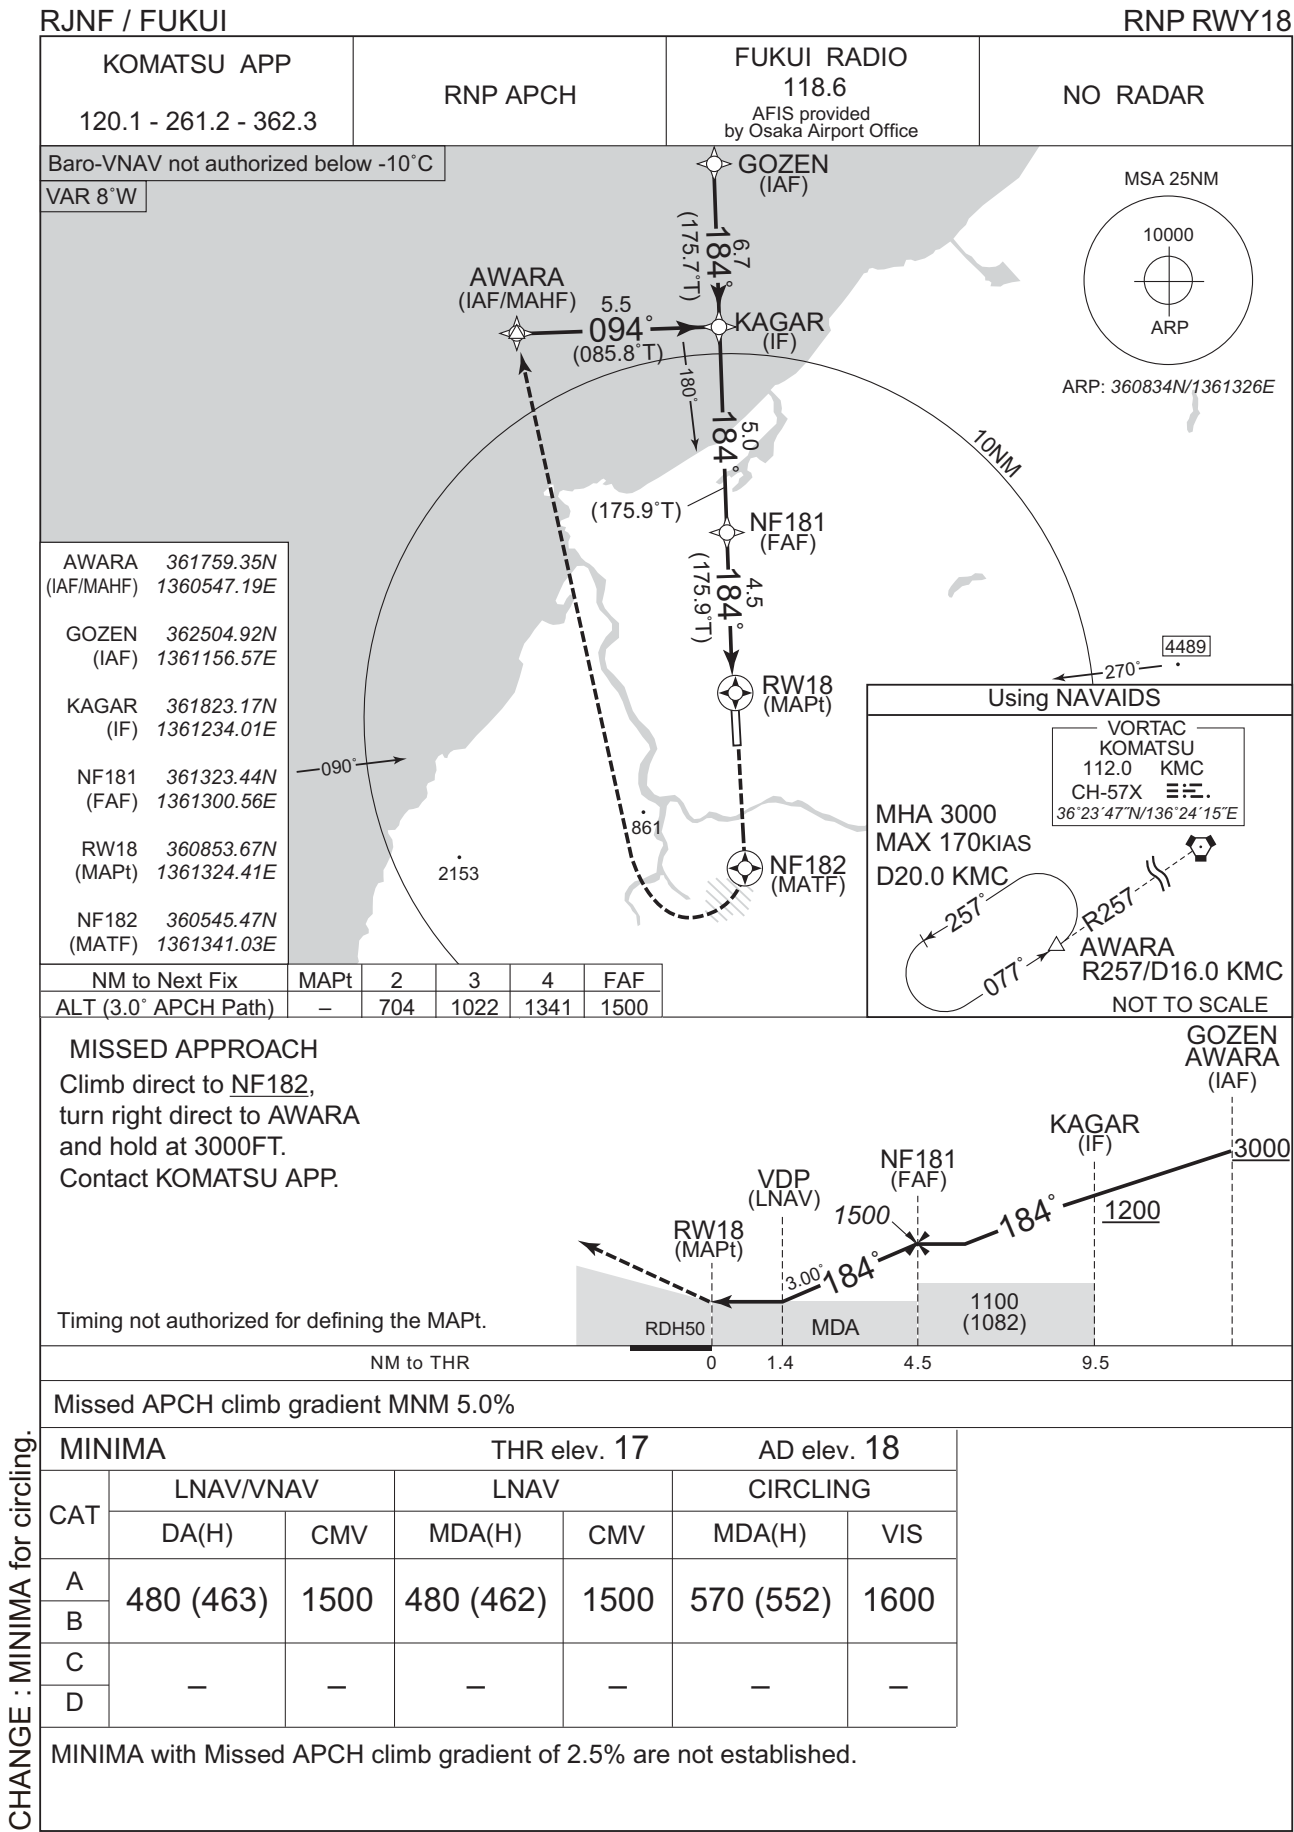 RJNF / FUKUI
RNP RWY18
KOMATSU APP
120.1 - 261.2 - 362.3
RNP APCH
FUKUI RADIO
118.6
AFIS provided
by Osaka Airport Office
NO RADAR
Baro-VNAV not authorized below -10˚C
VAR 8˚W
GOZEN
(IAF)
MSA 25NM
10000
ARP
ARP: 360834N/1361326E
6.7
184˚
(175.7˚T)
AWARA
(IAF/MAHF)
5.5
094˚
(085.8˚T)
KAGAR
(IF)
180˚
5.0
184˚
(175.9˚T)
10NM
NF181
(FAF)
4.5
184˚
(175.9˚T)
RW18
(MAPt)
4489
270˚
090˚
861
2153
NF182
(MATF)
AWARA 361759.35N
(IAF/MAHF) 1360547.19E
GOZEN 362504.92N
(IAF) 1361156.57E
KAGAR 361823.17N
(IF) 1361234.01E
NF181 361323.44N
(FAF) 1361300.56E
RW18 360853.67N
(MAPt) 1361324.41E
NF182 360545.47N
(MATF) 1361341.03E
Using NAVAIDS
VORTAC
KOMATSU
112.0 KMC
CH-57X
36˚23´47˝N/136˚24´15˝E
MHA 3000
MAX 170KIAS
D20.0 KMC
257˚
077˚
R257
AWARA
R257/D16.0 KMC
NOT TO SCALE
NM to Next Fix MAPt 2 3 4 FAF
ALT (3.0˚ APCH Path) – 704 1022 1341 1500
MISSED APPROACH
Climb direct to NF182,
turn right direct to AWARA
and hold at 3000FT.
Contact KOMATSU APP.
Timing not authorized for defining the MAPt.
GOZEN
AWARA
(IAF)
3000
KAGAR
(IF)
1200
184˚
NF181
(FAF)
1500
VDP
(LNAV)
3.00˚
184˚
RW18
(MAPt)
RDH50
MDA
1100
(1082)
NM to THR 0 1.4 4.5 9.5
Missed APCH climb gradient MNM 5.0%
MINIMA THR elev. 17 AD elev. 18
CAT LNAV/VNAV LNAV CIRCLING
DA(H) CMV MDA(H) CMV MDA(H) VIS
A
B
480 (463) 1500 480 (462) 1500 570 (552) 1600
C
D
– – – – – –
MINIMA with Missed APCH climb gradient of 2.5% are not established.
CHANGE : MINIMA for circling.